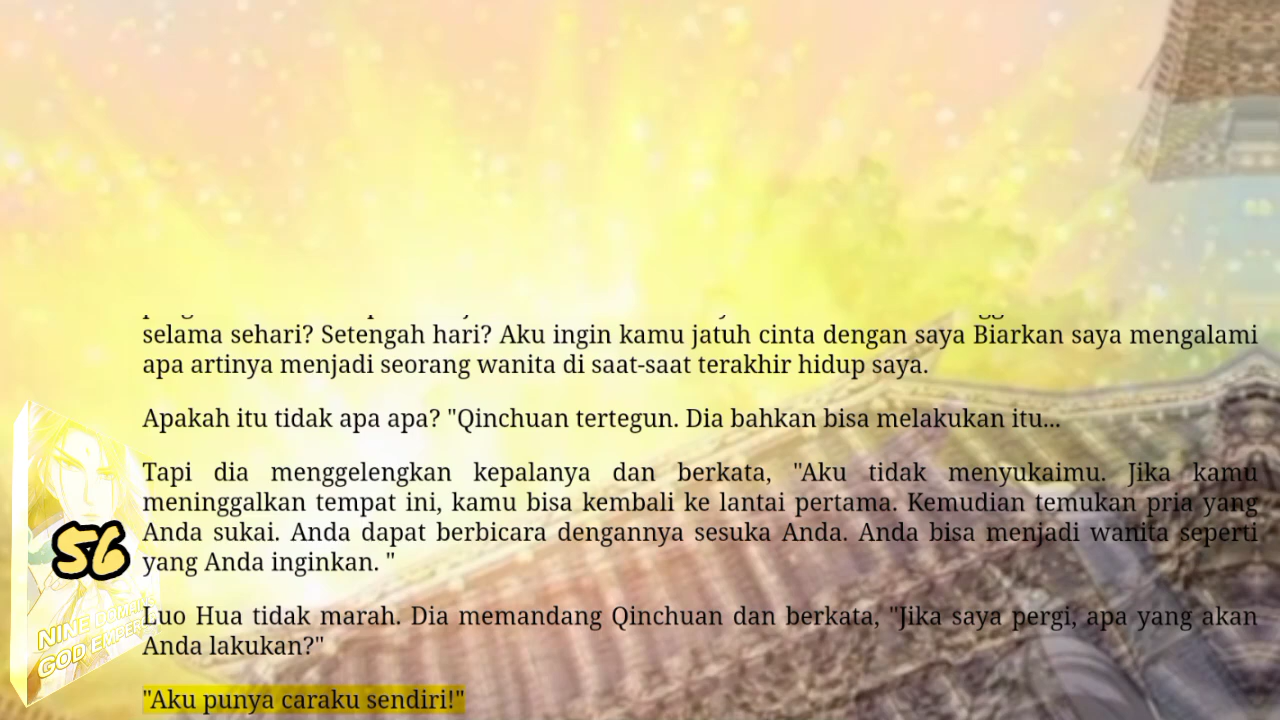 selama sehari? Setengah hari? Aku ingin kamu jatuh cinta dengan saya Biarkan saya mengalami
apa artinya menjadi seorang wanita di saat-saat terakhir hidup saya.
Apakah itu tidak apa apa? "Qinchuan tertegun. Dia bahkan bisa melakukan itu...
Tapi dia menggelengkan kepalanya dan berkata, "Aku tidak menyukaimu. Jika kamu
meninggalkan tempat ini, kamu bisa kembali ke lantai pertama. Kemudian temukan pria yang
Anda sukai. Anda dapat berbicara dengannya sesuka Anda. Anda bisa menjadi wanita seperti
yang Anda inginkan. "
Luo Hua tidak marah. Dia memandang Qinchuan dan berkata, "Jika saya pergi, apa yang akan
Anda lakukan?"
"Aku punya caraku sendiri!"
56
NINE DOMAINS
GOD EMPEROR